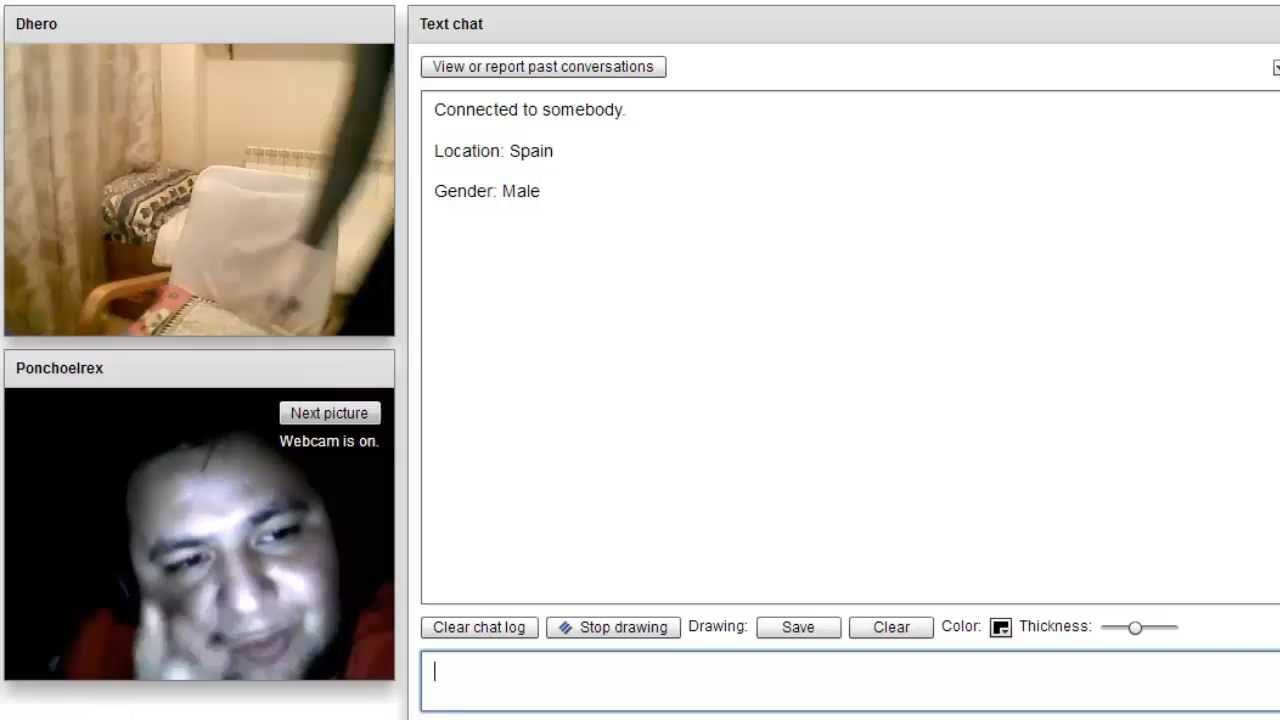 Dhero
Text chat
View or report past conversations
Connected to somebody.
Location: Spain
Gender: Male
Ponchoelrex
Next picture
Webcam is on.
Clear chat log
Stop drawing
Drawing:
Save
Clear
Color:
Thickness: